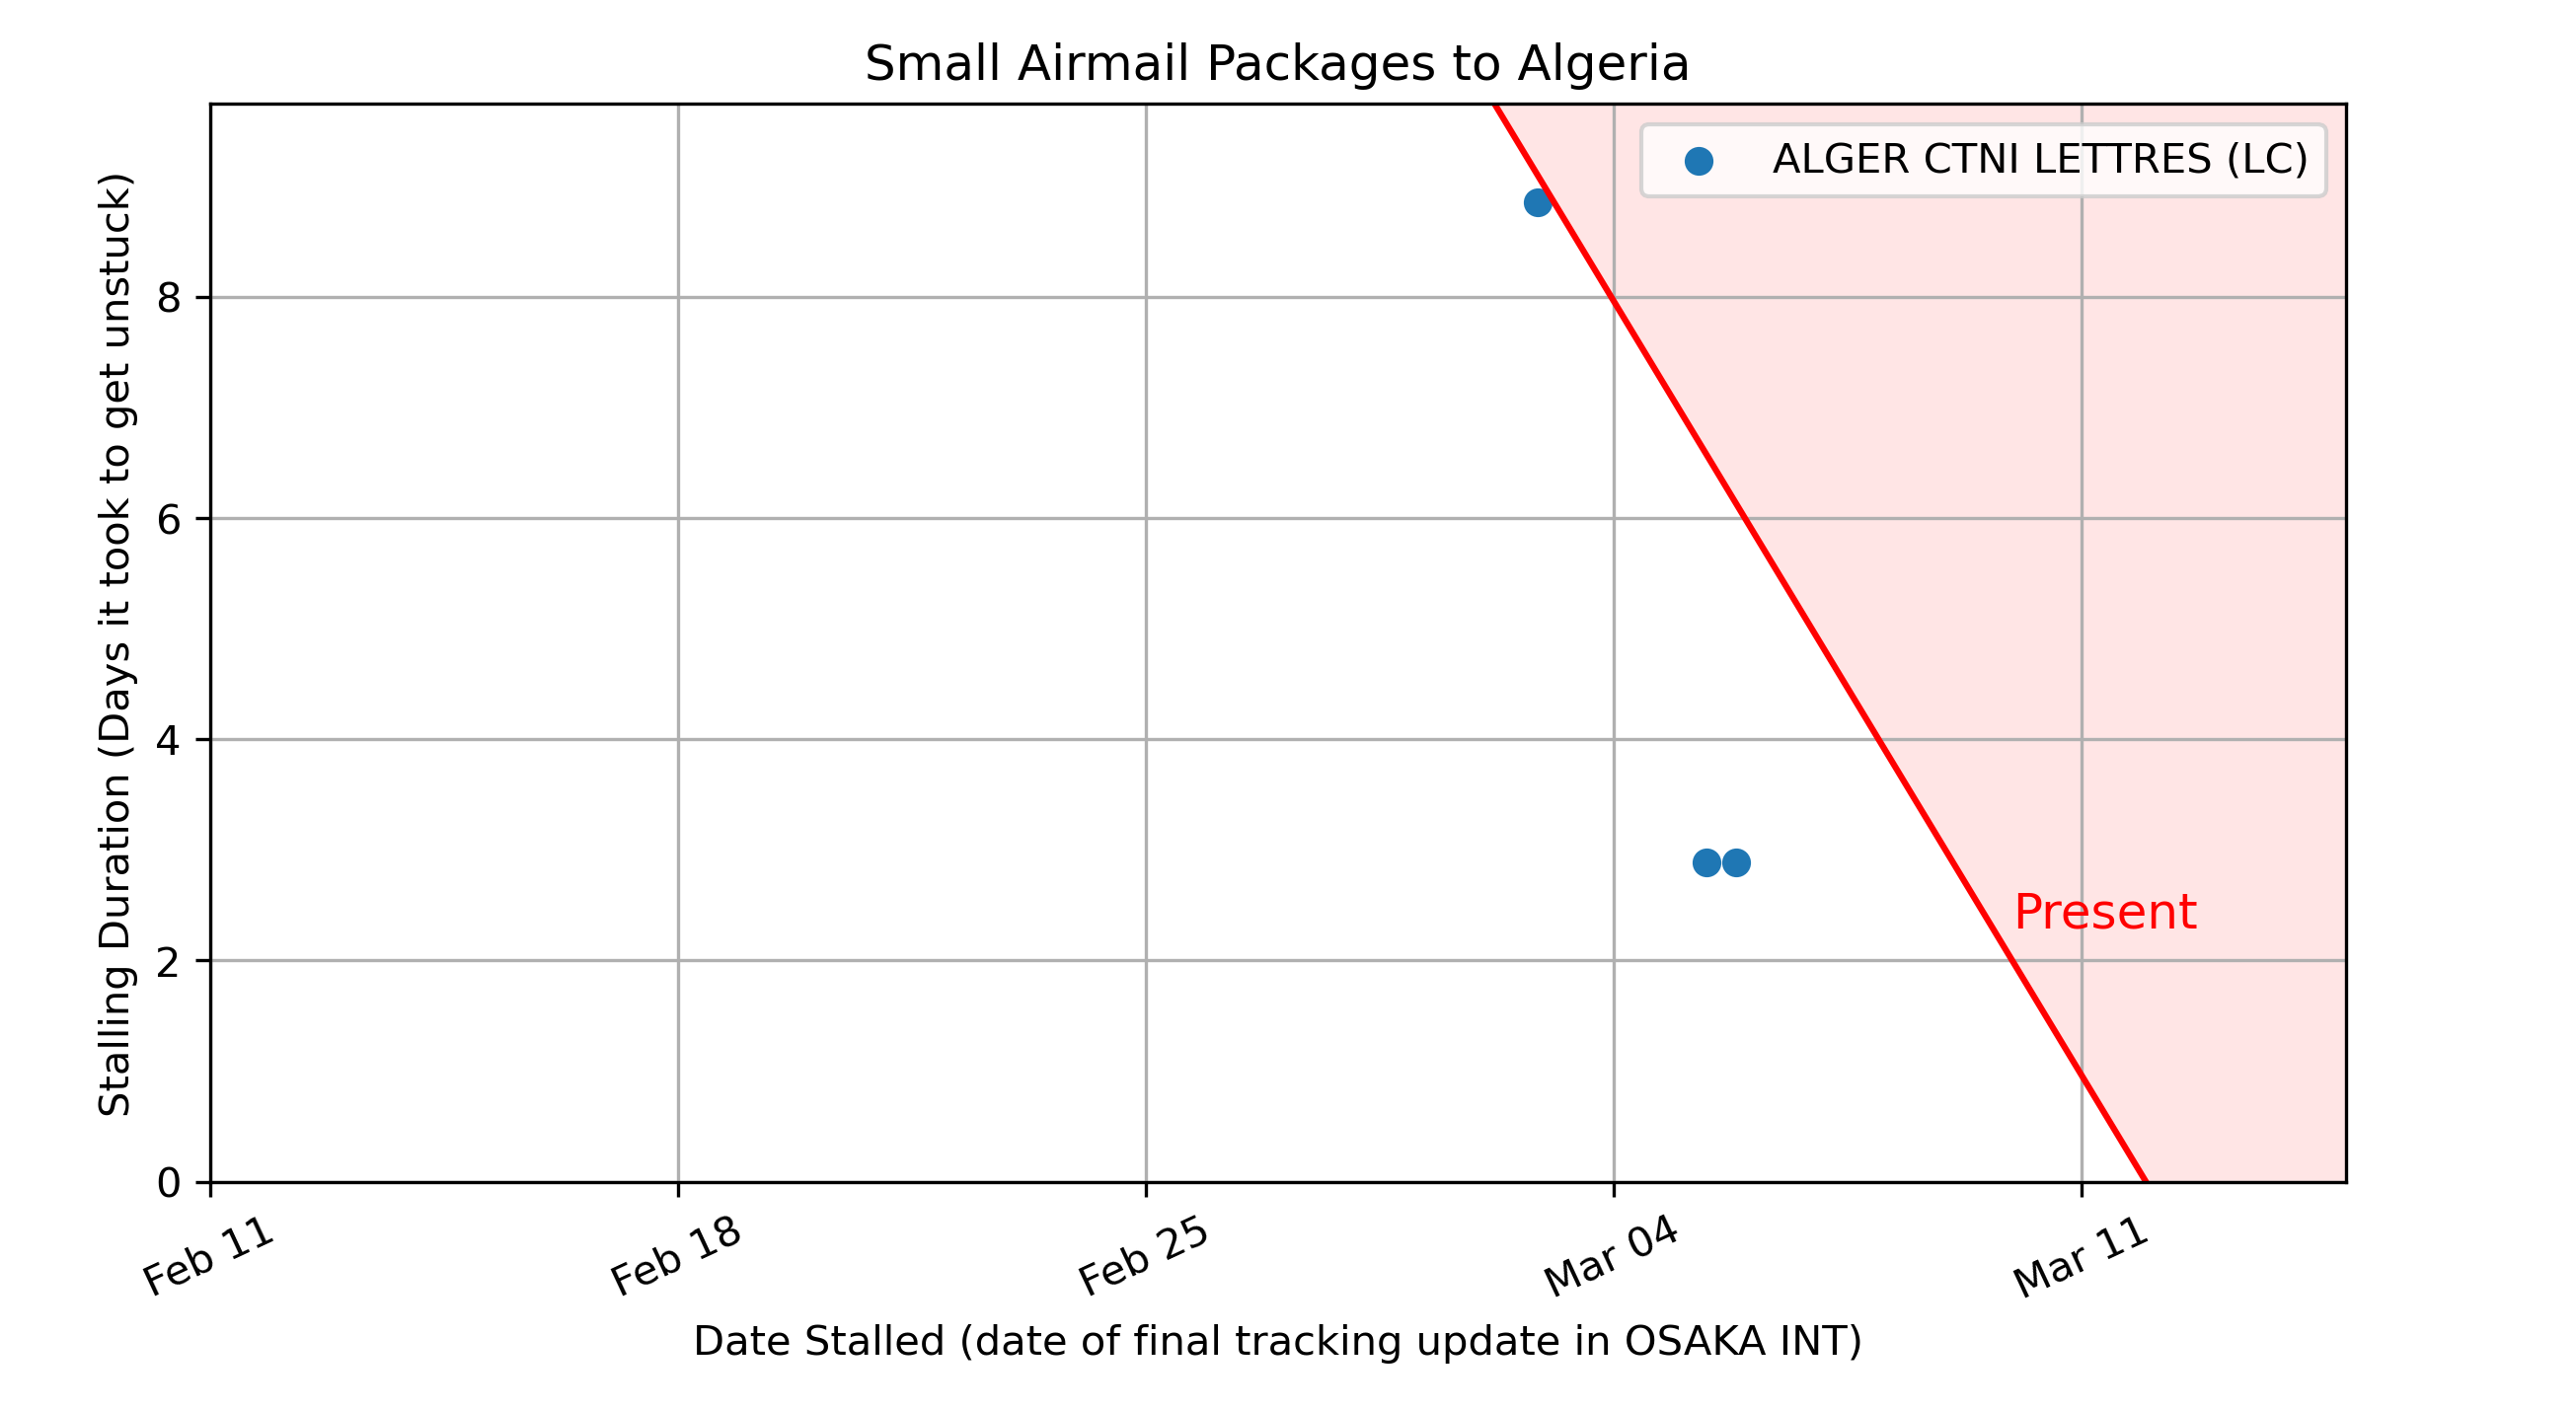 Small Airmail Packages to Algeria
ALGER CTNI LETTRES (LC)
Stalling Duration (Days it took to get unstuck)
8
6
4
2
0
Present
Feb 11
Feb 18
Feb 25
Mar 04
Mar 11
Date Stalled (date of final tracking update in OSAKA INT)